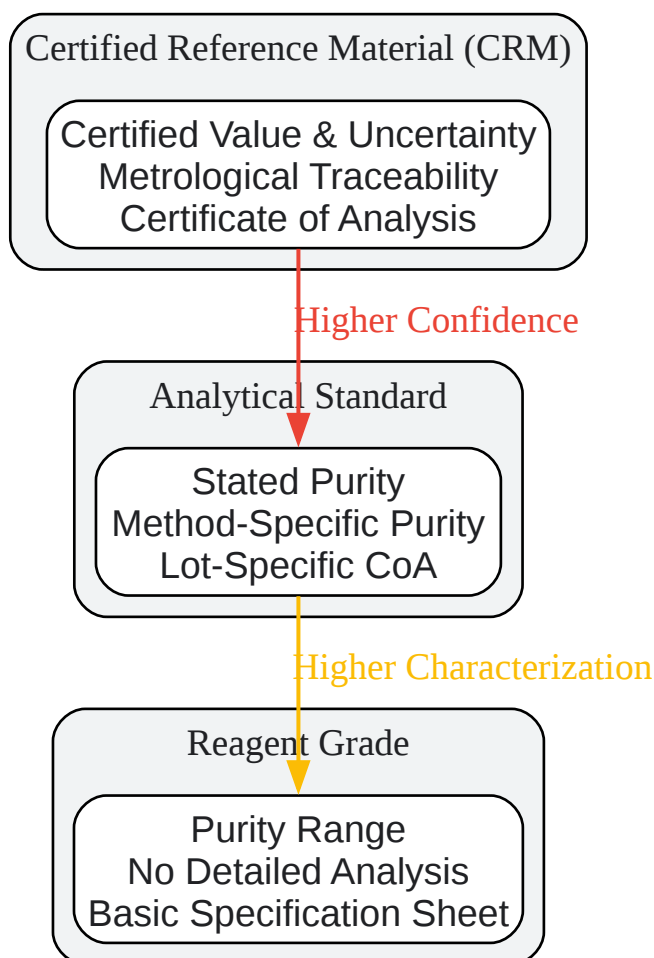 Certified Reference Material (CRM)
Certified Value & Uncertainty
Metrological Traceability
Certificate of Analysis
Higher Confidence
Analytical Standard
Stated Purity
Method-Specific Purity
Lot-Specific CoA
Higher Characterization
Reagent Grade
Purity Range
No Detailed Analysis
Basic Specification Sheet